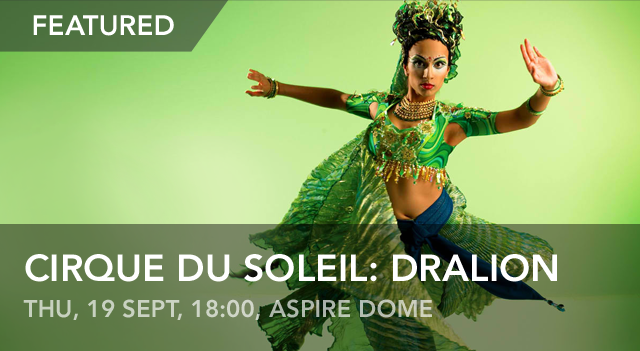 FEATURED
CIRQUE DU SOLEIL: DRALION
THU, 19 SEPT, 18:00, ASPIRE DOME